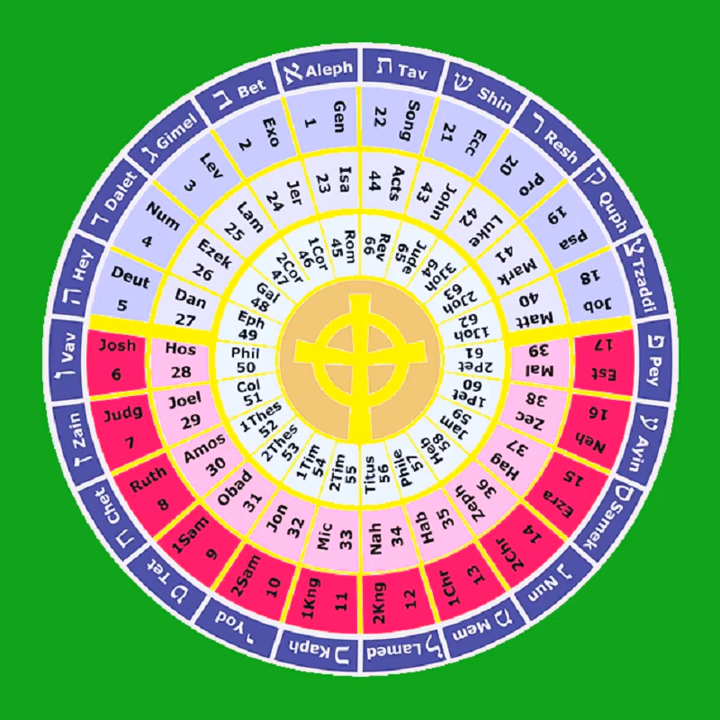 א Aleph
ב Bet
ג Gimel
ד Dalet
ה Hey
ו Vav
ז Zain
ח Chet
ט Tet
י Yod
כ Kaph
ל Lamed
מ Mem
נ Nun
ס Samek
ע Ayin
פ Pey
צ Tzaddi
ק Quph
ר Resh
ש Shin
ת Tav
Gen
1
Exo
2
Lev
3
Num
4
Deut
5
Josh
6
Judg
7
Ruth
8
1Sam
9
2Sam
10
1Kng
11
2Kng
12
1Chr
13
2Chr
14
Ezra
15
Neh
16
Est
17
Job
18
Psa
19
Pro
20
Ecc
21
Song
22
Isa
23
Jer
24
Lam
25
Ezek
26
Dan
27
Hos
28
Joel
29
Amos
30
Obad
31
Jon
32
Mic
33
Nah
34
Hab
35
Zeph
36
Hag
37
Zec
38
Mal
39
Matt
40
Mark
41
Luke
42
John
43
Acts
44
Rom
45
1Cor
46
2Cor
47
Gal
48
Eph
49
Phil
50
Col
51
1Thes
52
2Thes
53
1Tim
54
2Tim
55
Titus
56
Phile
57
Heb
58
Jam
59
1Pet
60
2Pet
61
1Joh
62
2Joh
63
3Joh
64
Jude
65
Rev
66